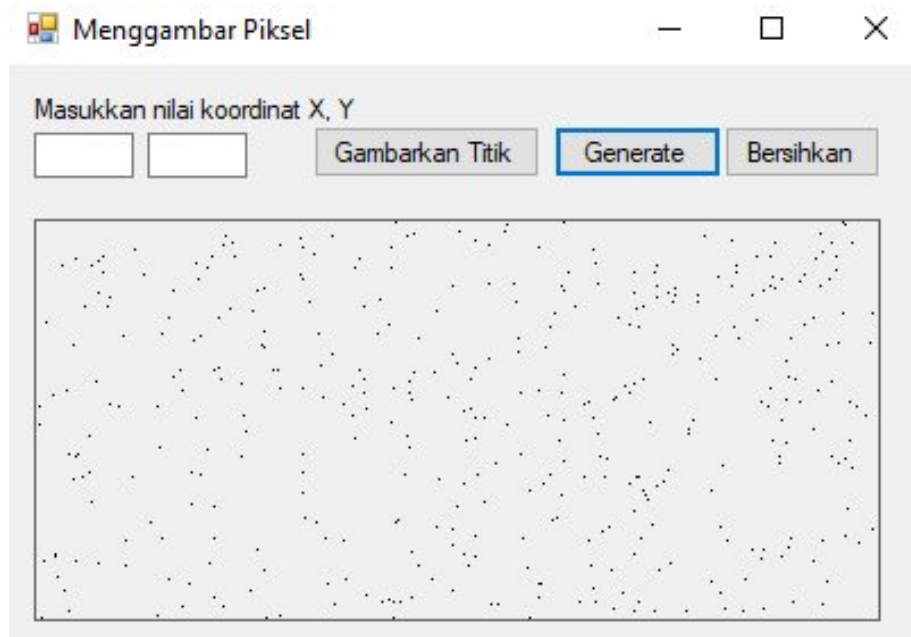 Menggambar Piksel
Masukkan nilai koordinat X, Y
Gambarkan Titik Generate Bersihkan